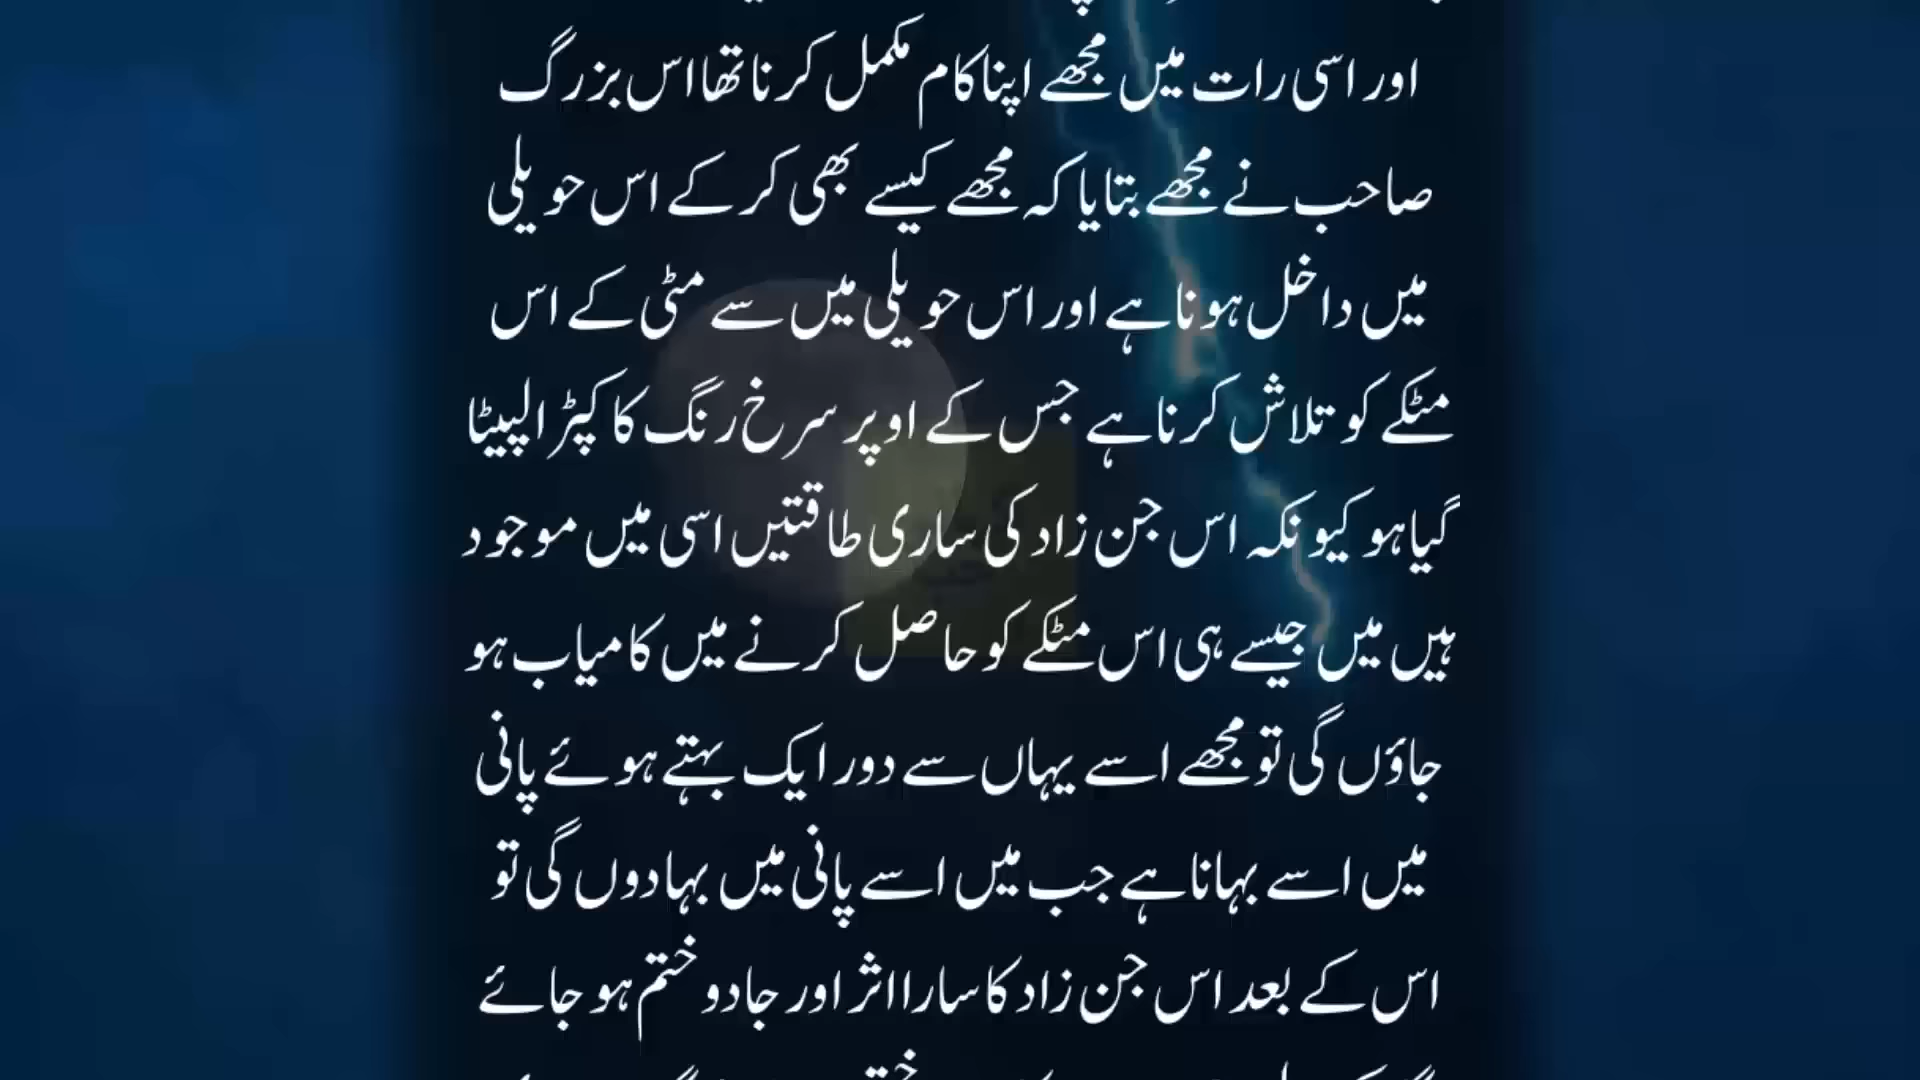 اور اسی رات میں مجھے اپنا کام مکمل کرنا تھا اس بزرگ
صاحب نے مجھے بتایا کہ مجھے کیسے بھی کر کے اس حویلی
میں داخل ہونا ہے اور اس حویلی میں سے مٹی کے اس
مٹکے کو تلاش کرنا ہے جس کے اوپر سرخ رنگ کا کپڑا لپیٹا
گیا ہو کیونکہ اس جن زاد کی ساری طاقتیں اسی میں موجود
ہیں میں جیسے ہی اس مٹکے کو حاصل کرنے میں کامیاب ہو
جاؤں گی تو مجھے اسے یہاں سے دور ایک بہتے ہوئے پانی
میں اسے بہانا ہے جب میں اسے پانی میں بہا دوں گی تو
اس کے بعد اس جن زاد کا سارا اثر اور جادو ختم ہو جائے